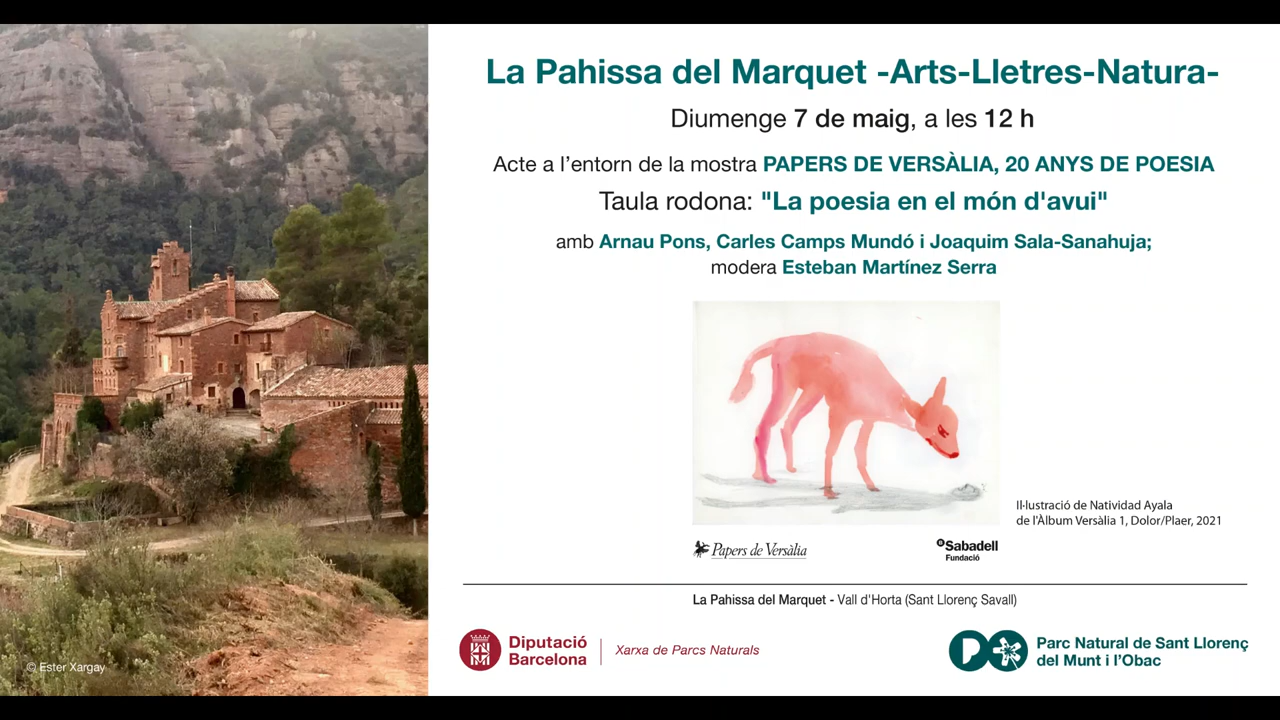 La Pahissa del Marquet -Arts-Lletres-Natura-
Diumenge 7 de maig, a les 12 h
Acte a l'entorn de la mostra PAPERS DE VERSÀLIA, 20 ANYS DE POESIA
Taula rodona: "La poesia en el món d'avui"
amb Arnau Pons, Carles Camps Mundó i Joaquim Sala-Sanahuja;
modera Esteban Martínez Serra
Il·lustració de Natividad Ayala
de l'Àlbum Versàlia 1, Dolor/Plaer, 2021
Papers de Versàlia
Sabadell
Fundació
La Pahissa del Marquet - Vall d'Horta (Sant Llorenç Savall)
Diputació
Barcelona
Xarxa de Parcs Naturals
Parc Natural de Sant Llorenç
del Munt i l'Obac
© Ester Xargay